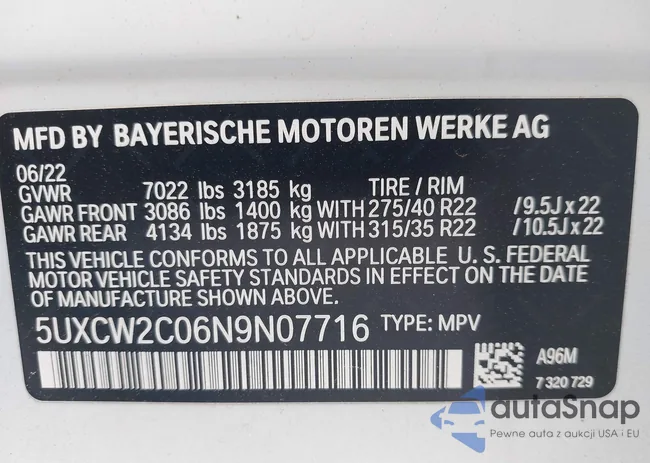 MFD BY BAYERISCHE MOTOREN WERKE AG
06/22
GVWR 7022 lbs 3185 kg TIRE / RIM
GAWR FRONT 3086 lbs 1400 kg WITH 275/40 R22 /9.5J x 22
GAWR REAR 4134 lbs 1875 kg WITH 315/35 R22 /10.5J x 22
THIS VEHICLE CONFORMS TO ALL APPLICABLE U. S. FEDERAL
MOTOR VEHICLE SAFETY STANDARDS IN EFFECT ON THE DATE
OF MANUFACTURE SHOWN ABOVE.
5UXCW2C06N9N07716 TYPE: MPV
A96M
7 320 729
autaSnap
Pewne auta z aukcji USA i EU